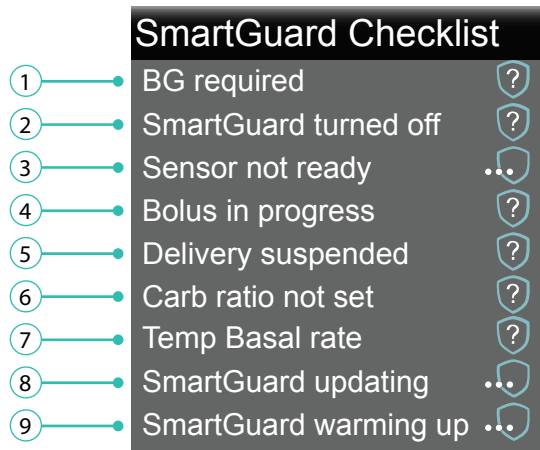 SmartGuard Checklist
1 BG required ?
2 SmartGuard turned off ?
3 Sensor not ready ...
4 Bolus in progress ?
5 Delivery suspended ?
6 Carb ratio not set ?
7 Temp Basal rate ?
8 SmartGuard updating ...
9 SmartGuard warming up ...